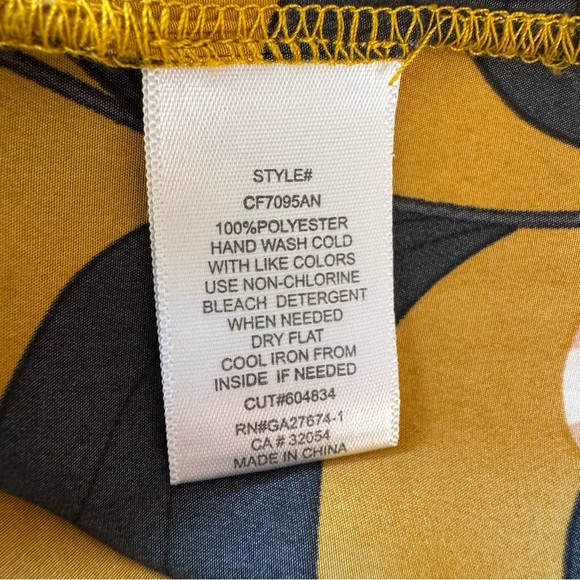 STYLE#
CF7095AN
100%POLYESTER
HAND WASH COLD
WITH LIKE COLORS
USE NON-CHLORINE
BLEACH DETERGENT
WHEN NEEDED
DRY FLAT
COOL IRON FROM
INSIDE IF NEEDED
CUT#604834
RN#GA27674-1
CA # 32054
MADE IN CHINA